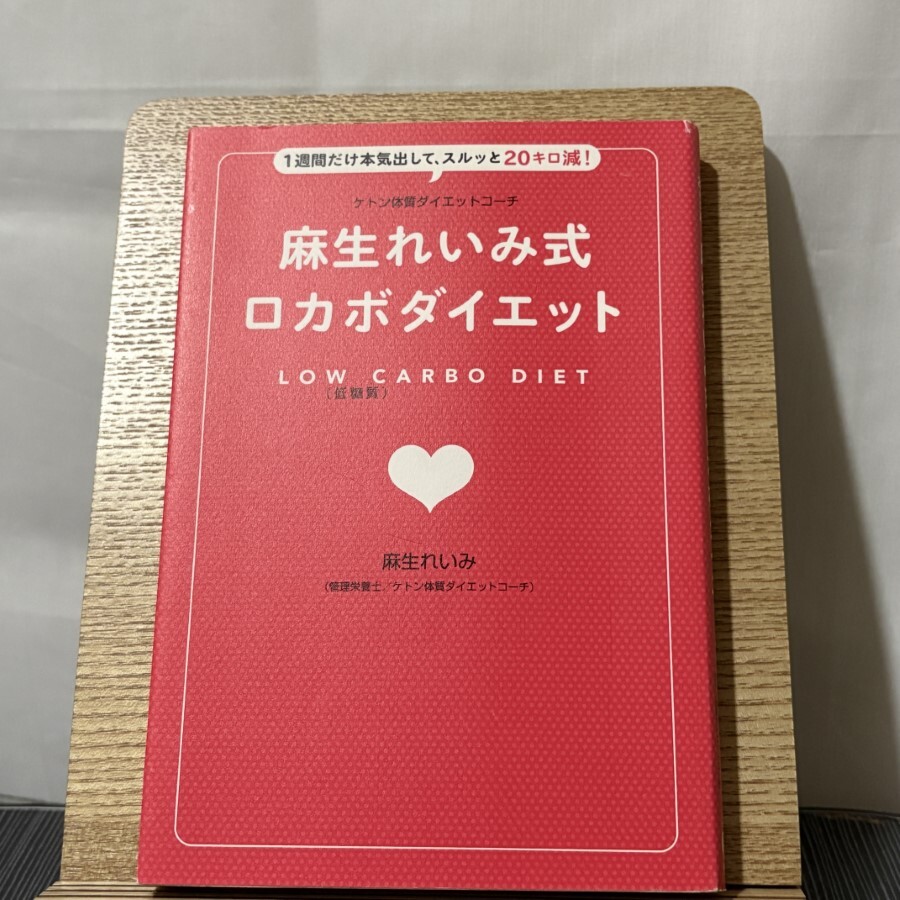 1週間だけ本気出して、スルッと20キロ減!
ケトン体質ダイエットコーチ
麻生れいみ式
ロカボダイエット
LOW CARBO DIET
(低糖質)
麻生れいみ
(管理栄養士/ケトン体質ダイエットコーチ)